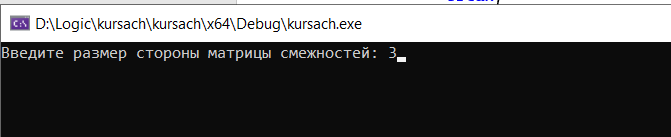 D:\Logic\kursach\kursach\x64\Debug\kursach.exe
Введите размер стороны матрицы смежностей: 3